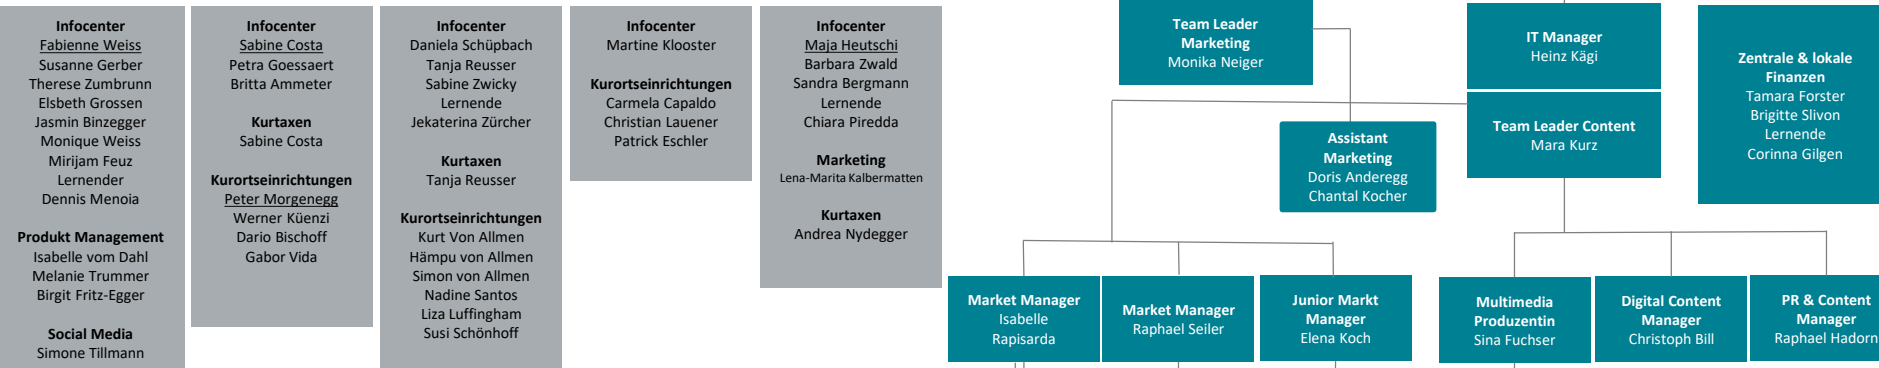 Infocenter
Fabienne Weiss
Susanne Gerber
Therese Zumbrunn
Elsbeth Grossen
Jasmin Binzegger
Monique Weiss
Mirijam Feuz
Lernender
Dennis Menoia
Produkt Management
Isabelle vom Dahl
Melanie Trummer
Birgit Fritz-Egger
Social Media
Simone Tillmann
Infocenter
Sabine Costa
Petra Goessaert
Britta Ammeter
Kurtaxen
Sabine Costa
Kurortseinrichtungen
Peter Morgenegg
Werner Küenzi
Dario Bischoff
Gabor Vida
Infocenter
Daniela Schüpbach
Tanja Reusser
Sabine Zwicky
Lernende
Jekaterina Zürcher
Kurtaxen
Tanja Reusser
Kurortseinrichtungen
Kurt Von Allmen
Hämpu von Allmen
Simon von Allmen
Nadine Santos
Liza Luffingham
Susi Schönhoff
Infocenter
Martine Klooster
Kurortseinrichtungen
Carmela Capaldo
Christian Lauener
Patrick Eschler
Infocenter
Maja Heutschi
Barbara Zwald
Sandra Bergmann
Lernende
Chiara Piredda
Marketing
Lena-Marita Kalbermatten
Kurtaxen
Andrea Nydegger
Team Leader
Marketing
Monika Neiger
Assistant
Marketing
Doris Anderegg
Chantal Kocher
IT Manager
Heinz Kägi
Team Leader Content
Mara Kurz
Zentrale & lokale
Finanzen
Tamara Forster
Brigitte Slivon
Lernende
Corinna Gilgen
Market Manager
Isabelle
Rapisarda
Market Manager
Raphael Seiler
Junior Markt
Manager
Elena Koch
Multimedia
Produzentin
Sina Fuchser
Digital Content
Manager
Christoph Bill
PR & Content
Manager
Raphael Hadorn